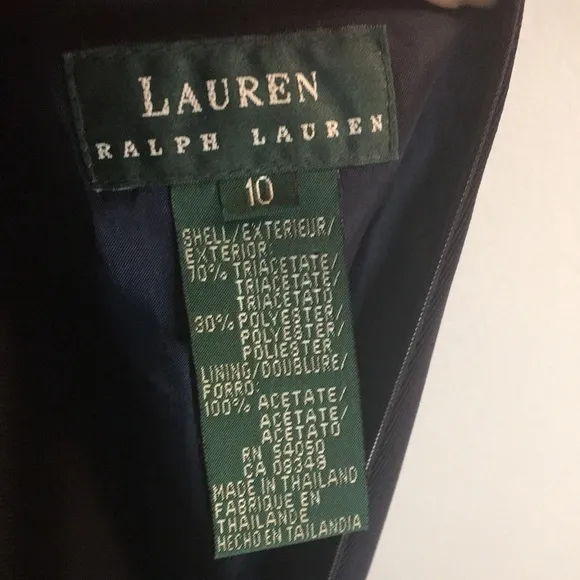 LAUREN
RALPH LAUREN
10
SHELL/EXTERIEUR/
EXTERIOR:
70% TRIACETATE/
TRIACETATE/
TRIACETATO
30% POLYESTER/
POLYESTER/
POLIESTER
LINING/DOUBLURE/
FORRO:
100% ACETATE/
ACÉTATE/
ACETATO
RN 54050
CA 08349
MADE IN THAILAND
FABRIQUE EN
THAILANDE
HECHO EN TAILANDIA